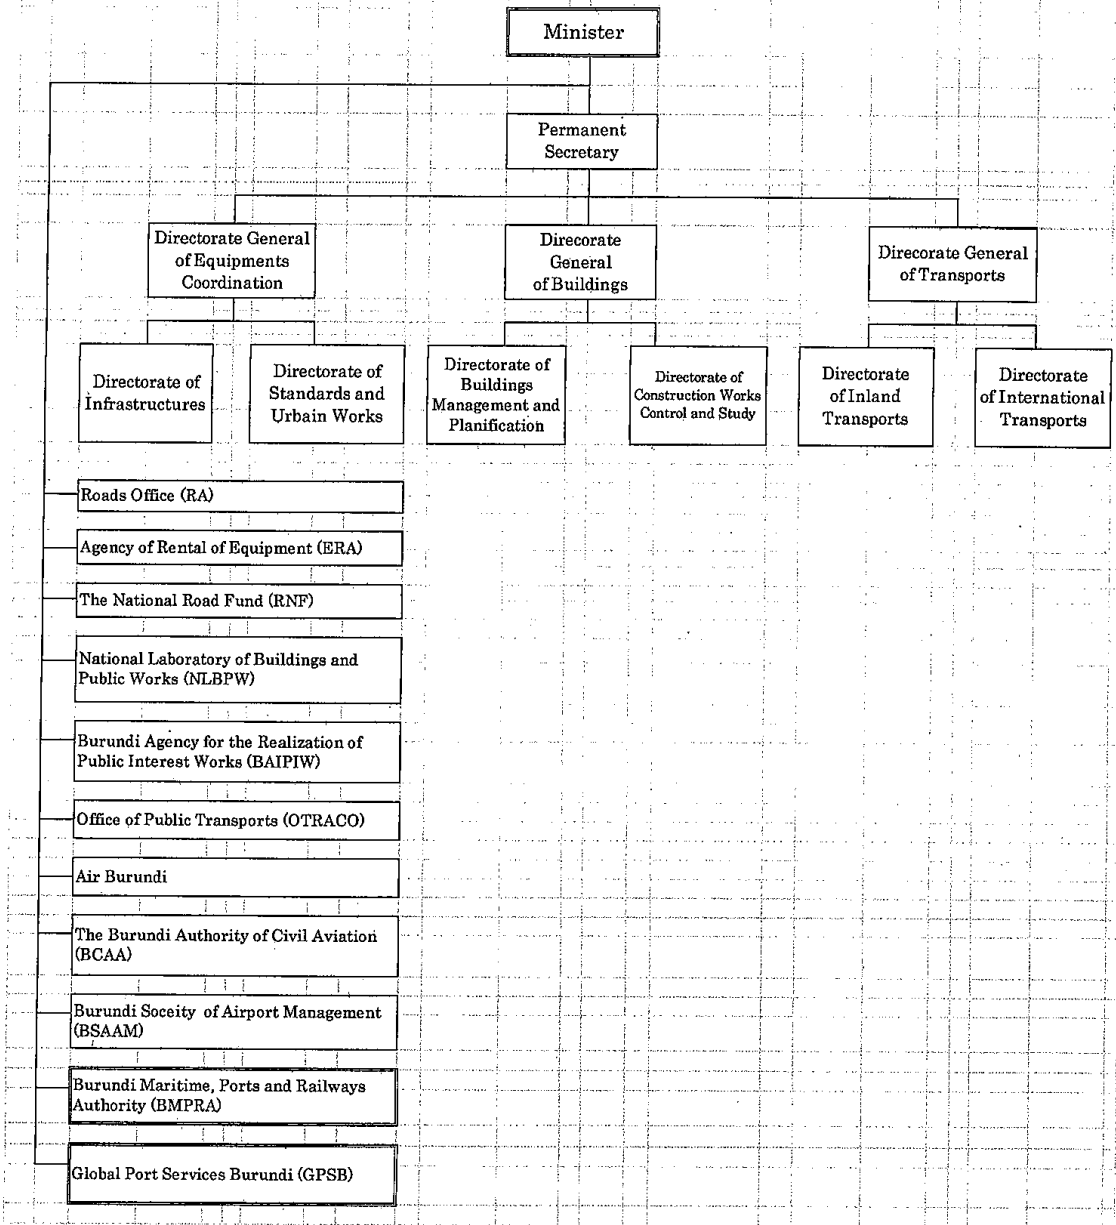 Minister
Permanent
Secretary
Directorate General
of Equipments
Coordination
Direcorate
General
of Buildings
Direcorate General
of Transports
Directorate of
Infrastructures
Directorate of
Standards and
Urbain Works
Directorate of
Buildings
Management and
Planification
Directorate of
Construction Works
Control and Study
Directorate
of Inland
Transports
Directorate
of International
Transports
Roads Office (RA)
Agency of Rental of Equipment (ERA)
The National Road Fund (RNF)
National Laboratory of Buildings and
Public Works (NLBPW)
Burundi Agency for the Realization of
Public Interest Works (BAIPIW)
Office of Public Transports (OTRACO)
Air Burundi
The Burundi Authority of Civil Aviation
(BCAA)
Burundi Soceity of Airport Management
(BSAAM)
Burundi Maritime, Ports and Railways
Authority (BMPRA)
Global Port Services Burundi (GPSB)